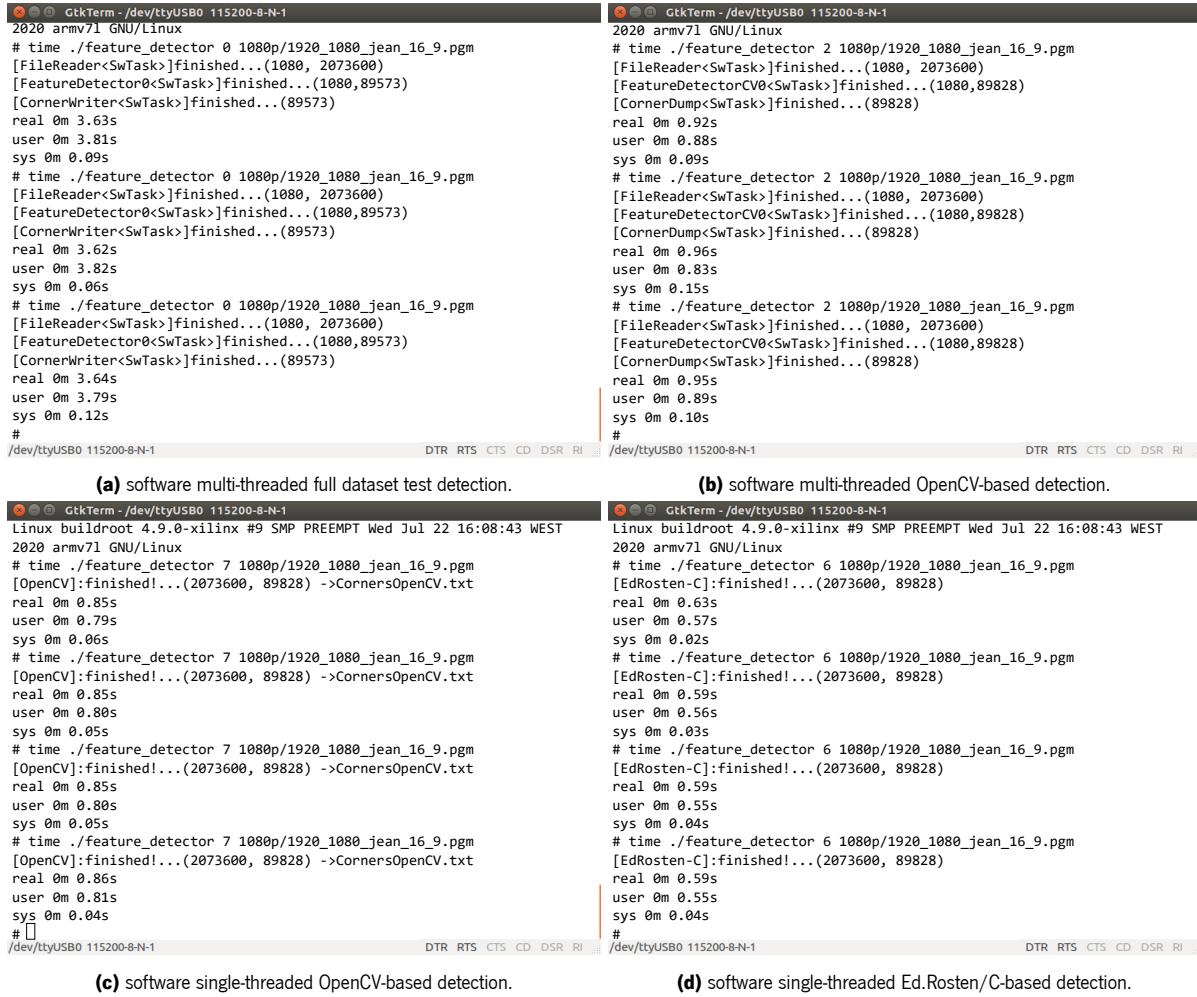 GtkTerm - /dev/ttyUSB0 115200-8-N-1
2020 armv7l GNU/Linux
# time ./feature_detector 0 1080p/1920_1080_jean_16_9.pgm
[FileReader<SwTask>]finished...(1080, 2073600)
[FeatureDetector0<SwTask>]finished...(1080,89573)
[CornerWriter<SwTask>]finished...(89573)
real 0m 3.63s
user 0m 3.81s
sys 0m 0.09s
# time ./feature_detector 0 1080p/1920_1080_jean_16_9.pgm
[FileReader<SwTask>]finished...(1080, 2073600)
[FeatureDetector0<SwTask>]finished...(1080,89573)
[CornerWriter<SwTask>]finished...(89573)
real 0m 3.62s
user 0m 3.82s
sys 0m 0.06s
# time ./feature_detector 0 1080p/1920_1080_jean_16_9.pgm
[FileReader<SwTask>]finished...(1080, 2073600)
[FeatureDetector0<SwTask>]finished...(1080,89573)
[CornerWriter<SwTask>]finished...(89573)
real 0m 3.64s
user 0m 3.79s
sys 0m 0.12s
#
/dev/ttyUSB0 115200-8-N-1 DTR RTS CTS CD DSR RI
(a) software multi-threaded full dataset test detection.
GtkTerm - /dev/ttyUSB0 115200-8-N-1
2020 armv7l GNU/Linux
# time ./feature_detector 2 1080p/1920_1080_jean_16_9.pgm
[FileReader<SwTask>]finished...(1080, 2073600)
[FeatureDetectorCV0<SwTask>]finished...(1080,89828)
[CornerDump<SwTask>]finished...(89828)
real 0m 0.92s
user 0m 0.88s
sys 0m 0.09s
# time ./feature_detector 2 1080p/1920_1080_jean_16_9.pgm
[FileReader<SwTask>]finished...(1080, 2073600)
[FeatureDetectorCV0<SwTask>]finished...(1080,89828)
[CornerDump<SwTask>]finished...(89828)
real 0m 0.96s
user 0m 0.83s
sys 0m 0.15s
# time ./feature_detector 2 1080p/1920_1080_jean_16_9.pgm
[FileReader<SwTask>]finished...(1080, 2073600)
[FeatureDetectorCV0<SwTask>]finished...(1080,89828)
[CornerDump<SwTask>]finished...(89828)
real 0m 0.95s
user 0m 0.89s
sys 0m 0.10s
#
/dev/ttyUSB0 115200-8-N-1 DTR RTS CTS CD DSR RI
(b) software multi-threaded OpenCV-based detection.
GtkTerm - /dev/ttyUSB0 115200-8-N-1
Linux buildroot 4.9.0-xilinx #9 SMP PREEMPT Wed Jul 22 16:08:43 WEST
2020 armv7l GNU/Linux
# time ./feature_detector 7 1080p/1920_1080_jean_16_9.pgm
[OpenCV]:finished!...(2073600, 89828) ->CornersOpenCV.txt
real 0m 0.85s
user 0m 0.79s
sys 0m 0.06s
# time ./feature_detector 7 1080p/1920_1080_jean_16_9.pgm
[OpenCV]:finished!...(2073600, 89828) ->CornersOpenCV.txt
real 0m 0.85s
user 0m 0.80s
sys 0m 0.05s
# time ./feature_detector 7 1080p/1920_1080_jean_16_9.pgm
[OpenCV]:finished!...(2073600, 89828) ->CornersOpenCV.txt
real 0m 0.85s
user 0m 0.80s
sys 0m 0.05s
# time ./feature_detector 7 1080p/1920_1080_jean_16_9.pgm
[OpenCV]:finished!...(2073600, 89828) ->CornersOpenCV.txt
real 0m 0.86s
user 0m 0.81s
sys 0m 0.04s
#
/dev/ttyUSB0 115200-8-N-1 DTR RTS CTS CD DSR RI
(c) software single-threaded OpenCV-based detection.
GtkTerm - /dev/ttyUSB0 115200-8-N-1
Linux buildroot 4.9.0-xilinx #9 SMP PREEMPT Wed Jul 22 16:08:43 WEST
2020 armv7l GNU/Linux
# time ./feature_detector 6 1080p/1920_1080_jean_16_9.pgm
[EdRosten-C]:finished!...(2073600, 89828)
real 0m 0.63s
user 0m 0.57s
sys 0m 0.02s
# time ./feature_detector 6 1080p/1920_1080_jean_16_9.pgm
[EdRosten-C]:finished!...(2073600, 89828)
real 0m 0.59s
user 0m 0.56s
sys 0m 0.03s
# time ./feature_detector 6 1080p/1920_1080_jean_16_9.pgm
[EdRosten-C]:finished!...(2073600, 89828)
real 0m 0.59s
user 0m 0.55s
sys 0m 0.04s
# time ./feature_detector 6 1080p/1920_1080_jean_16_9.pgm
[EdRosten-C]:finished!...(2073600, 89828)
real 0m 0.59s
user 0m 0.55s
sys 0m 0.04s
#
/dev/ttyUSB0 115200-8-N-1 DTR RTS CTS CD DSR RI
(d) software single-threaded Ed.Rosten/C-based detection.